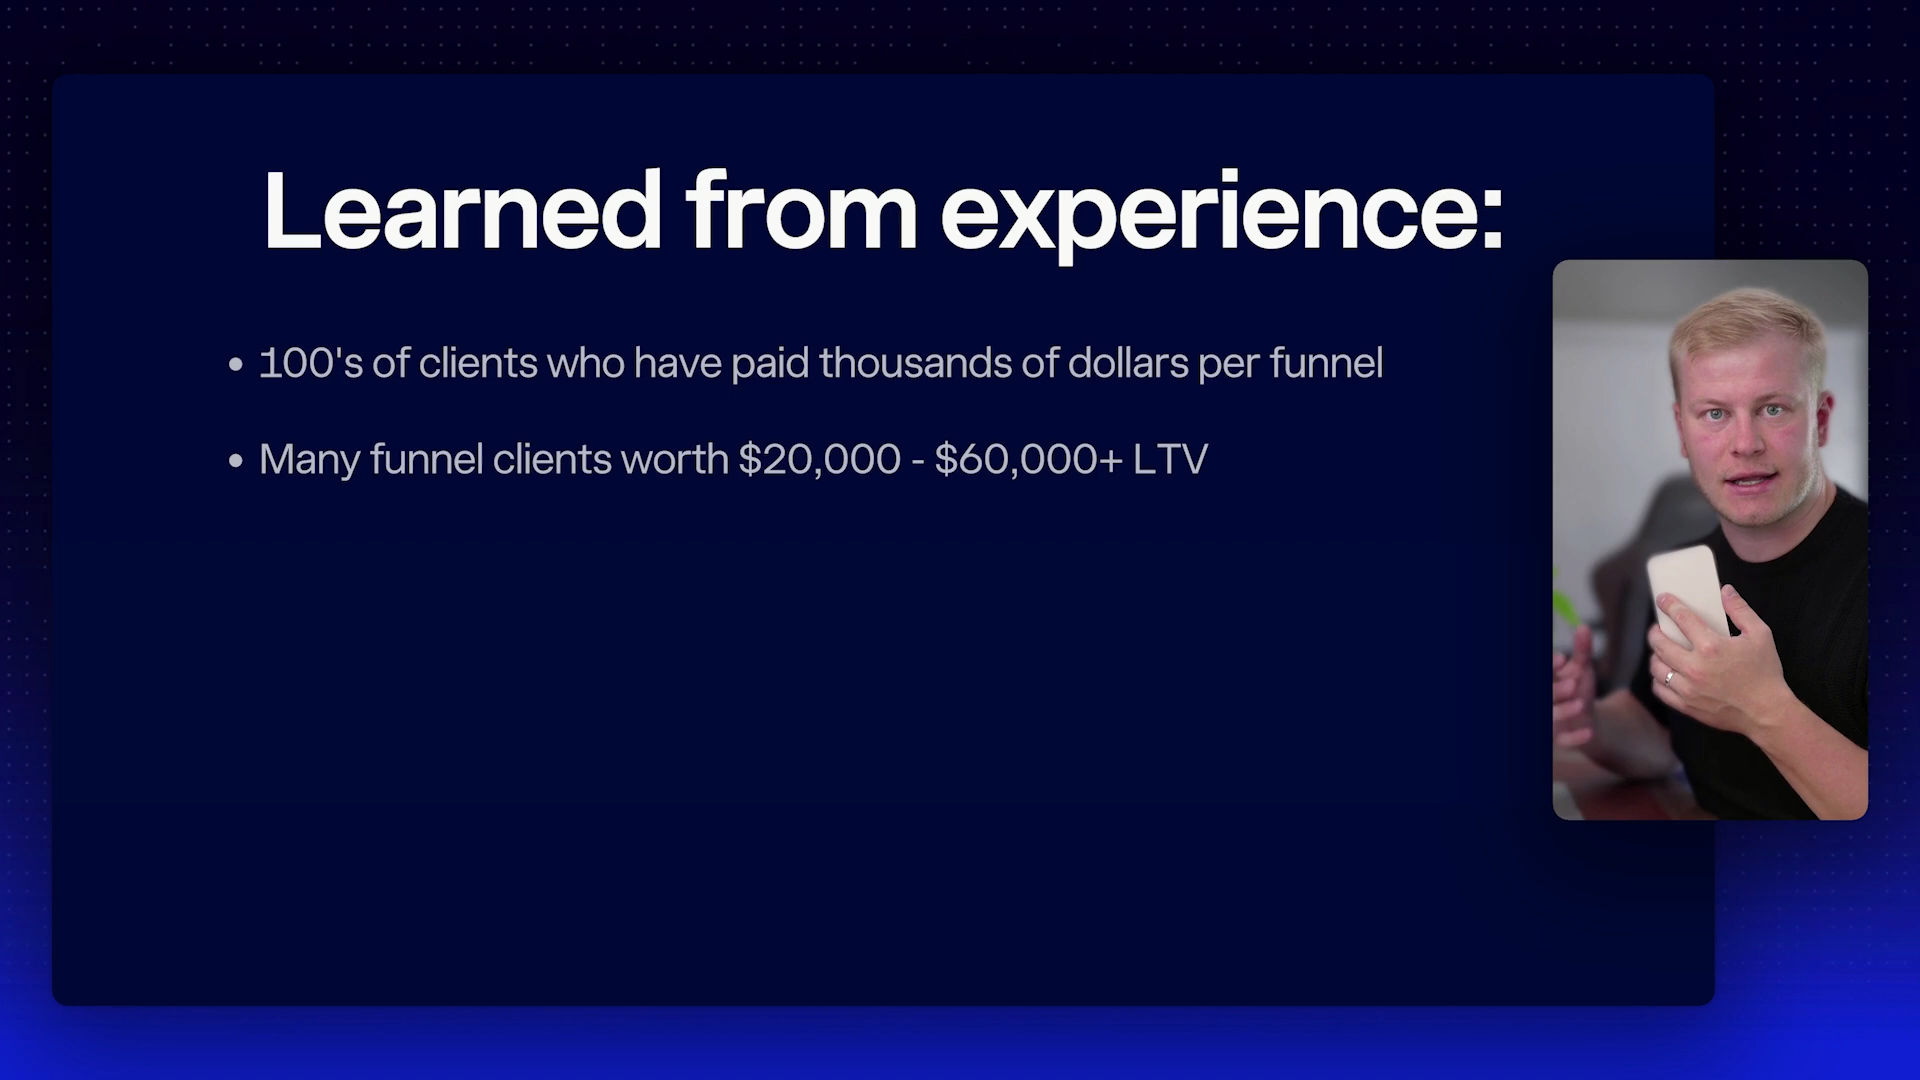 Learned from experience:
• 100's of clients who have paid thousands of dollars per funnel
• Many funnel clients worth $20,000 - $60,000+ LTV